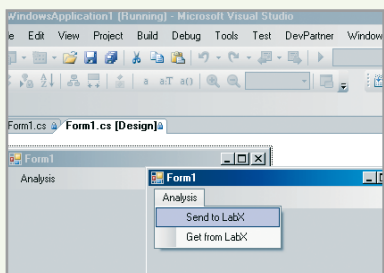 WindowsApplication1 (Running) - Microsoft Visual Studio
Edit View Project Build Debug Tools Test DevPartner Window
a a.T a()
Form1.cs Form1.cs [Design]
Form1
Analysis
Form1
Analysis
Send to LabX
Get from LabX